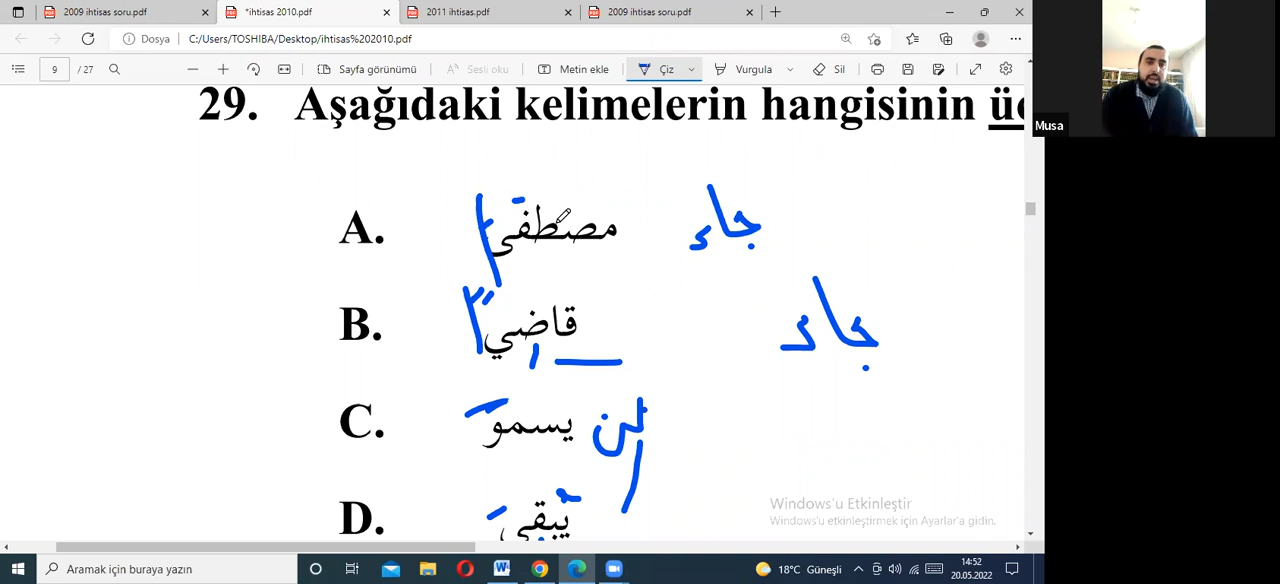 2009 ihtisas soru.pdf
*ihtisas 2010.pdf
2011 ihtisas.pdf
2009 ihtisas soru.pdf
Dosya C:/Users/TOSHIBA/Desktop/ihtisas%202010.pdf
9 / 27 Sayfa görünümü Sesli oku Metin ekle Çiz Vurgula Sil
29. Aşağıdaki kelimelerin hangisinin
Musa
A. مصطفى جاء
B. قاضي جاء
C. لن يسمو
D. يبقى
Windows'u Etkinleştir
Windows'u etkinleştirmek için Ayarlar'a gidin.
Aramak için buraya yazın
18°C Güneşli
14:52
20.05.2022